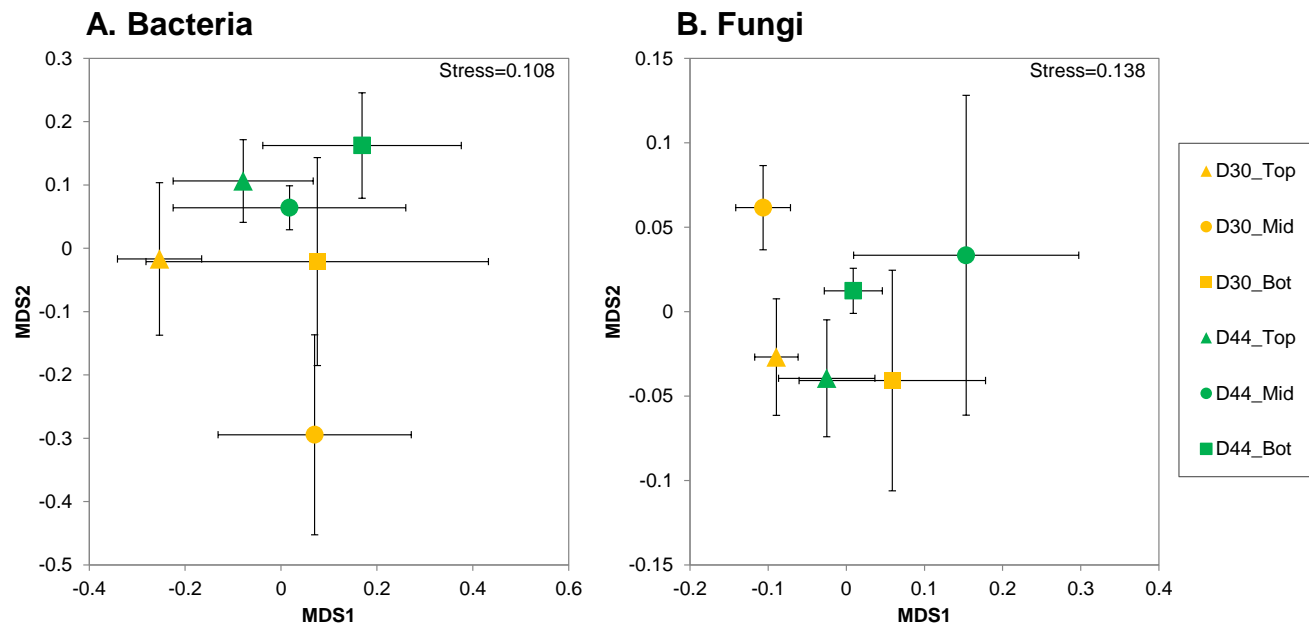 A. Bacteria
Stress=0.108
0.3
0.2
0.1
0
-0.1
-0.2
-0.3
-0.4
-0.5
MDS2
-0.4
-0.2
0
0.2
0.4
0.6
MDS1
B. Fungi
Stress=0.138
0.15
0.1
0.05
0
-0.05
-0.1
-0.15
MDS2
-0.2
-0.1
0
0.1
0.2
0.3
0.4
MDS1
D30_Top
D30_Mid
D30_Bot
D44_Top
D44_Mid
D44_Bot